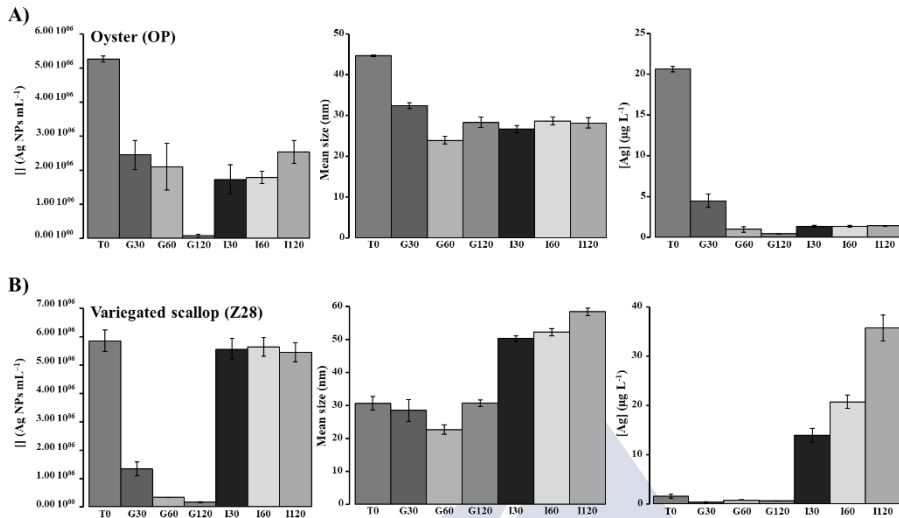 A)
Oyster (OP)
[] (Ag NPs mL⁻¹)
6.00 10⁰⁶
5.00 10⁰⁶
4.00 10⁰⁶
3.00 10⁰⁶
2.00 10⁰⁶
1.00 10⁰⁶
0.00 10⁰⁰
T0 G30 G60 G120 I30 I60 I120
Mean size (nm)
50
40
30
20
10
0
T0 G30 G60 G120 I30 I60 I120
[Ag] (µg L⁻¹)
25
20
15
10
5
0
T0 G30 G60 G120 I30 I60 I120
B)
Variegated scallop (Z28)
[] (Ag NPs mL⁻¹)
7.00 10⁰⁶
6.00 10⁰⁶
5.00 10⁰⁶
4.00 10⁰⁶
3.00 10⁰⁶
2.00 10⁰⁶
1.00 10⁰⁶
0.00 10⁰⁰
T0 G30 G60 G120 I30 I60 I120
Mean size (nm)
60
50
40
30
20
10
0
T0 G30 G60 G120 I30 I60 I120
[Ag] (µg L⁻¹)
40
30
20
10
0
T0 G30 G60 G120 I30 I60 I120